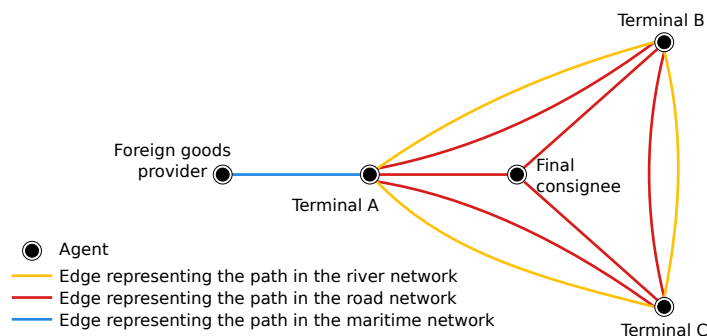 Terminal B
Foreign goods
provider
Final
consignee
Terminal A
Agent
Edge representing the path in the river network
Edge representing the path in the road network
Edge representing the path in the maritime network
Terminal C